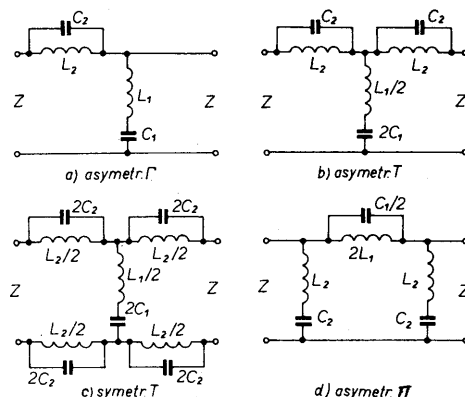 C₂
L₂
L₁
C₁
Z
Z
a) asymetr. Γ
C₂
C₂
L₂
L₂
L₁/2
2C₁
Z
Z
b) asymetr. T
2C₂
2C₂
L₂/2
L₂/2
L₁/2
2C₁
Z
Z
L₂/2
L₂/2
2C₂
2C₂
c) symetr. T
C₁/2
2L₁
L₂
L₂
C₂
C₂
Z
Z
d) asymetr. π